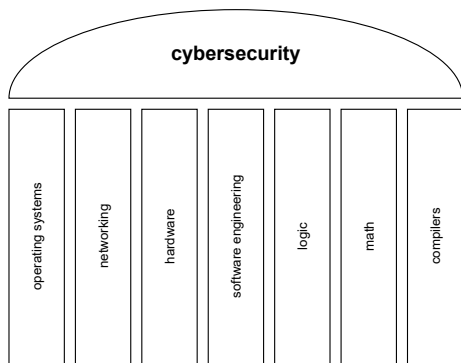 cybersecurity
operating systems
networking
hardware
software engineering
logic
math
compilers